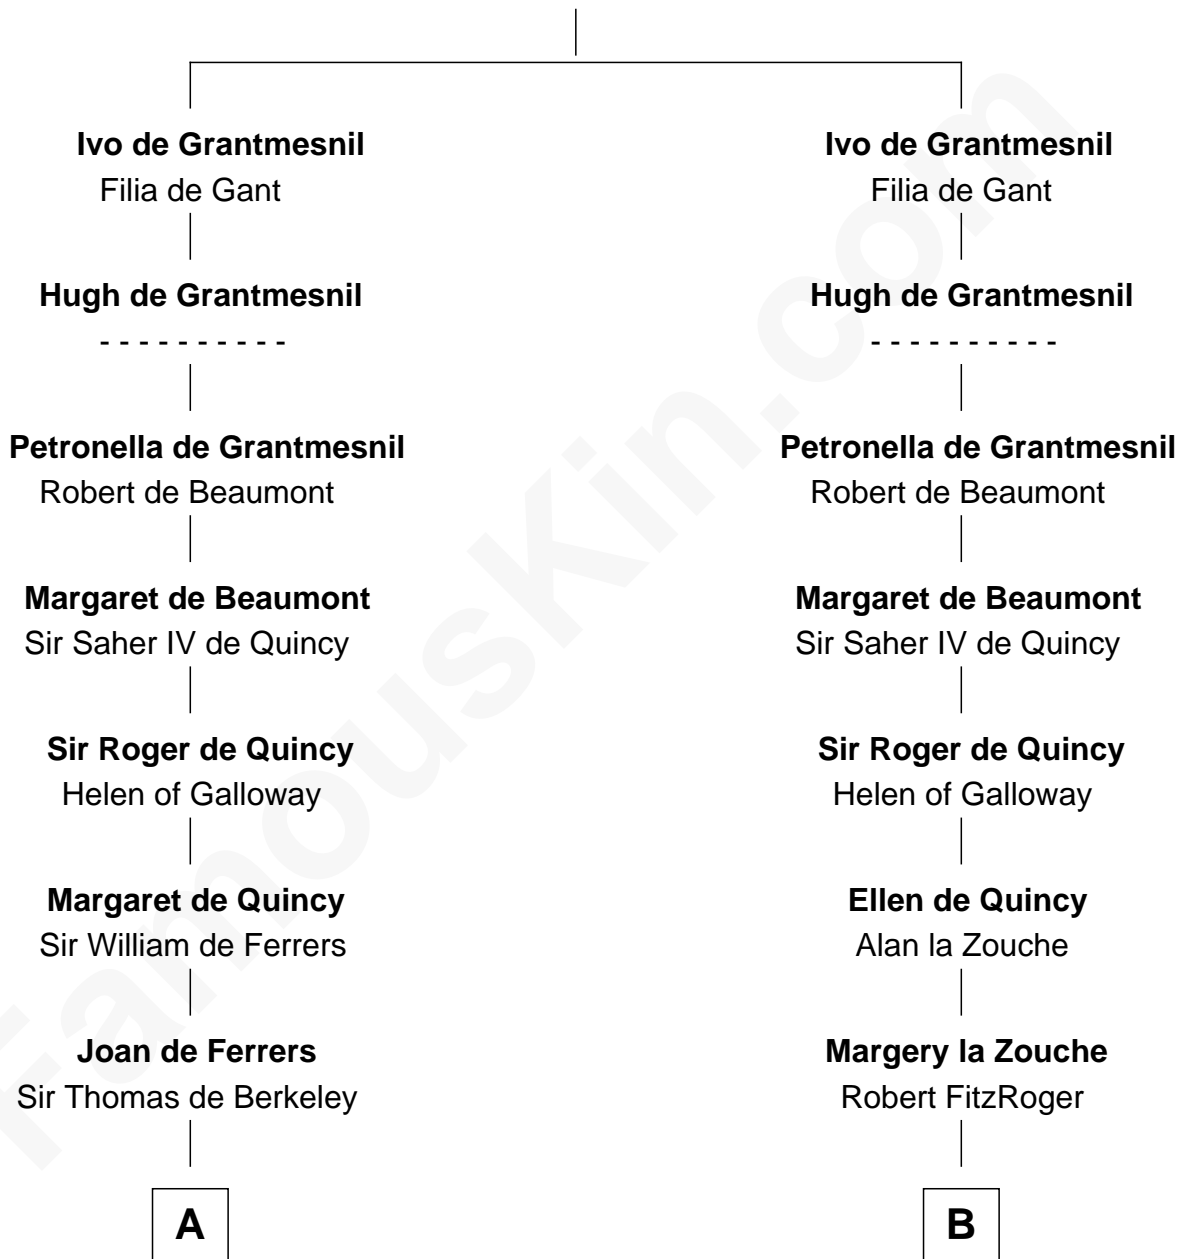 Ivo de Grantmesnil
Filia de Gant
Hugh de Grantmesnil
- - - - - - - - - -
Petronella de Grantmesnil
Robert de Beaumont
Margaret de Beaumont
Sir Saher IV de Quincy
Sir Roger de Quincy
Helen of Galloway
Margaret de Quincy
Sir William de Ferrers
Joan de Ferrers
Sir Thomas de Berkeley
A
Ivo de Grantmesnil
Filia de Gant
Hugh de Grantmesnil
- - - - - - - - - -
Petronella de Grantmesnil
Robert de Beaumont
Margaret de Beaumont
Sir Saher IV de Quincy
Sir Roger de Quincy
Helen of Galloway
Ellen de Quincy
Alan la Zouche
Margery la Zouche
Robert FitzRoger
B
FamousKin.com